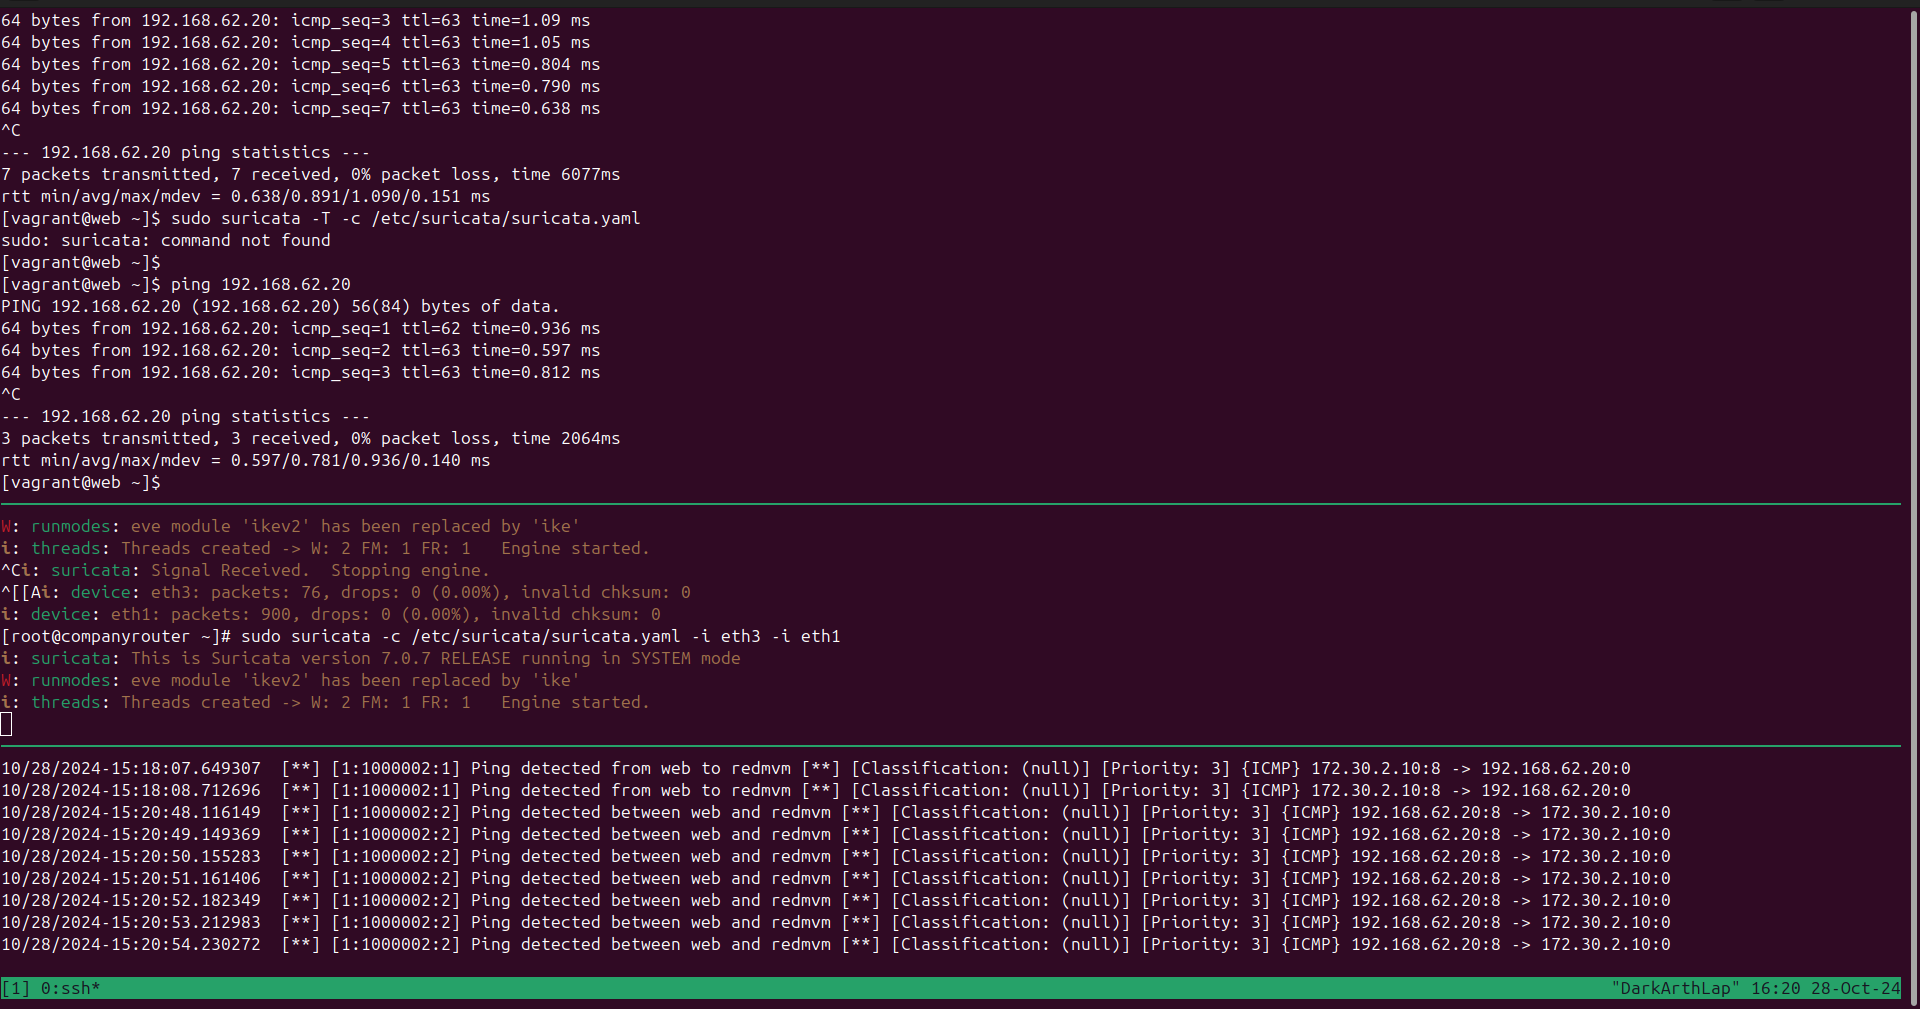 64 bytes from 192.168.62.20: icmp_seq=3 ttl=63 time=1.09 ms
64 bytes from 192.168.62.20: icmp_seq=4 ttl=63 time=1.05 ms
64 bytes from 192.168.62.20: icmp_seq=5 ttl=63 time=0.804 ms
64 bytes from 192.168.62.20: icmp_seq=6 ttl=63 time=0.790 ms
64 bytes from 192.168.62.20: icmp_seq=7 ttl=63 time=0.638 ms
^C
--- 192.168.62.20 ping statistics ---
7 packets transmitted, 7 received, 0% packet loss, time 6077ms
rtt min/avg/max/mdev = 0.638/0.891/1.090/0.151 ms
[vagrant@web ~]$ sudo suricata -T -c /etc/suricata/suricata.yaml
sudo: suricata: command not found
[vagrant@web ~]$
[vagrant@web ~]$ ping 192.168.62.20
PING 192.168.62.20 (192.168.62.20) 56(84) bytes of data.
64 bytes from 192.168.62.20: icmp_seq=1 ttl=62 time=0.936 ms
64 bytes from 192.168.62.20: icmp_seq=2 ttl=63 time=0.597 ms
64 bytes from 192.168.62.20: icmp_seq=3 ttl=63 time=0.812 ms
^C
--- 192.168.62.20 ping statistics ---
3 packets transmitted, 3 received, 0% packet loss, time 2064ms
rtt min/avg/max/mdev = 0.597/0.781/0.936/0.140 ms
[vagrant@web ~]$
W: runmodes: eve module 'ikev2' has been replaced by 'ike'
i: threads: Threads created -> W: 2 FM: 1 FR: 1   Engine started.
^Ci: suricata: Signal Received.  Stopping engine.
^[[Ai: device: eth3: packets: 76, drops: 0 (0.00%), invalid chksum: 0
i: device: eth1: packets: 900, drops: 0 (0.00%), invalid chksum: 0
[root@companyrouter ~]# sudo suricata -c /etc/suricata/suricata.yaml -i eth3 -i eth1
i: suricata: This is Suricata version 7.0.7 RELEASE running in SYSTEM mode
W: runmodes: eve module 'ikev2' has been replaced by 'ike'
i: threads: Threads created -> W: 2 FM: 1 FR: 1   Engine started.
10/28/2024-15:18:07.649307  [**] [1:1000002:1] Ping detected from web to redmvm [**] [Classification: (null)] [Priority: 3] {ICMP} 172.30.2.10:8 -> 192.168.62.20:0
10/28/2024-15:18:08.712696  [**] [1:1000002:1] Ping detected from web to redmvm [**] [Classification: (null)] [Priority: 3] {ICMP} 172.30.2.10:8 -> 192.168.62.20:0
10/28/2024-15:20:48.116149  [**] [1:1000002:2] Ping detected between web and redmvm [**] [Classification: (null)] [Priority: 3] {ICMP} 192.168.62.20:8 -> 172.30.2.10:0
10/28/2024-15:20:49.149369  [**] [1:1000002:2] Ping detected between web and redmvm [**] [Classification: (null)] [Priority: 3] {ICMP} 192.168.62.20:8 -> 172.30.2.10:0
10/28/2024-15:20:50.155283  [**] [1:1000002:2] Ping detected between web and redmvm [**] [Classification: (null)] [Priority: 3] {ICMP} 192.168.62.20:8 -> 172.30.2.10:0
10/28/2024-15:20:51.161406  [**] [1:1000002:2] Ping detected between web and redmvm [**] [Classification: (null)] [Priority: 3] {ICMP} 192.168.62.20:8 -> 172.30.2.10:0
10/28/2024-15:20:52.182349  [**] [1:1000002:2] Ping detected between web and redmvm [**] [Classification: (null)] [Priority: 3] {ICMP} 192.168.62.20:8 -> 172.30.2.10:0
10/28/2024-15:20:53.212983  [**] [1:1000002:2] Ping detected between web and redmvm [**] [Classification: (null)] [Priority: 3] {ICMP} 192.168.62.20:8 -> 172.30.2.10:0
10/28/2024-15:20:54.230272  [**] [1:1000002:2] Ping detected between web and redmvm [**] [Classification: (null)] [Priority: 3] {ICMP} 192.168.62.20:8 -> 172.30.2.10:0
[1] 0:ssh* "DarkArthLap" 16:20 28-Oct-24